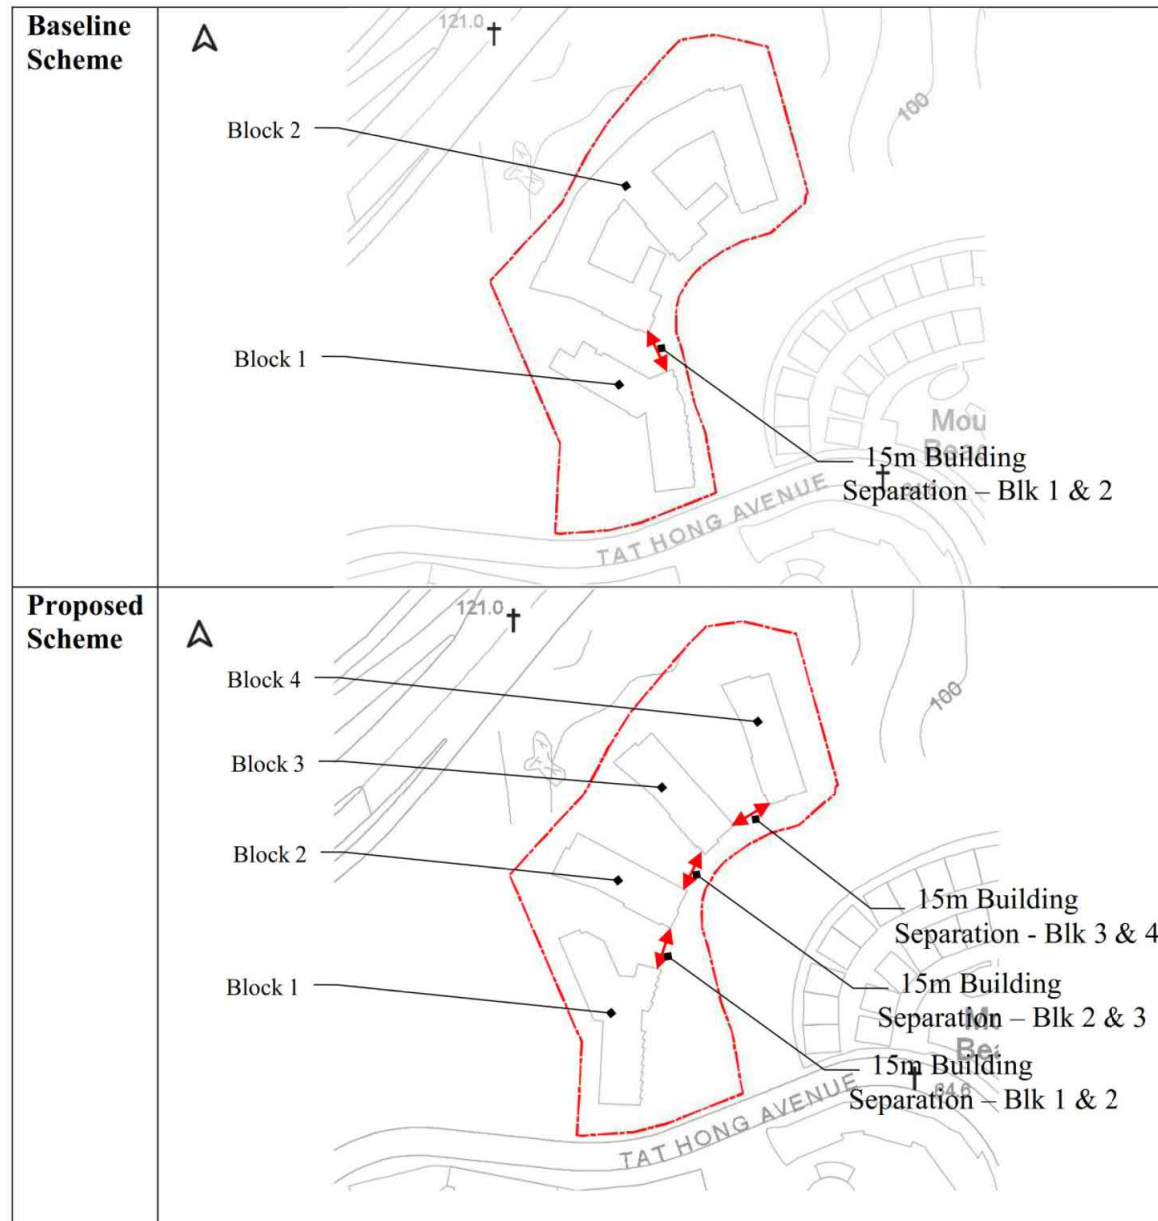 Baseline
Scheme
121.0
Block 2
100
Block 1
Mou
15m Building
Separation – Blk 1 & 2
TAT HONG AVENUE
Proposed
Scheme
121.0
Block 4
100
Block 3
Block 2
15m Building
Separation - Blk 3 & 4
Block 1
15m Building
Separation – Blk 2 & 3
15m Building
Separation – Blk 1 & 2
64.6
TAT HONG AVENUE